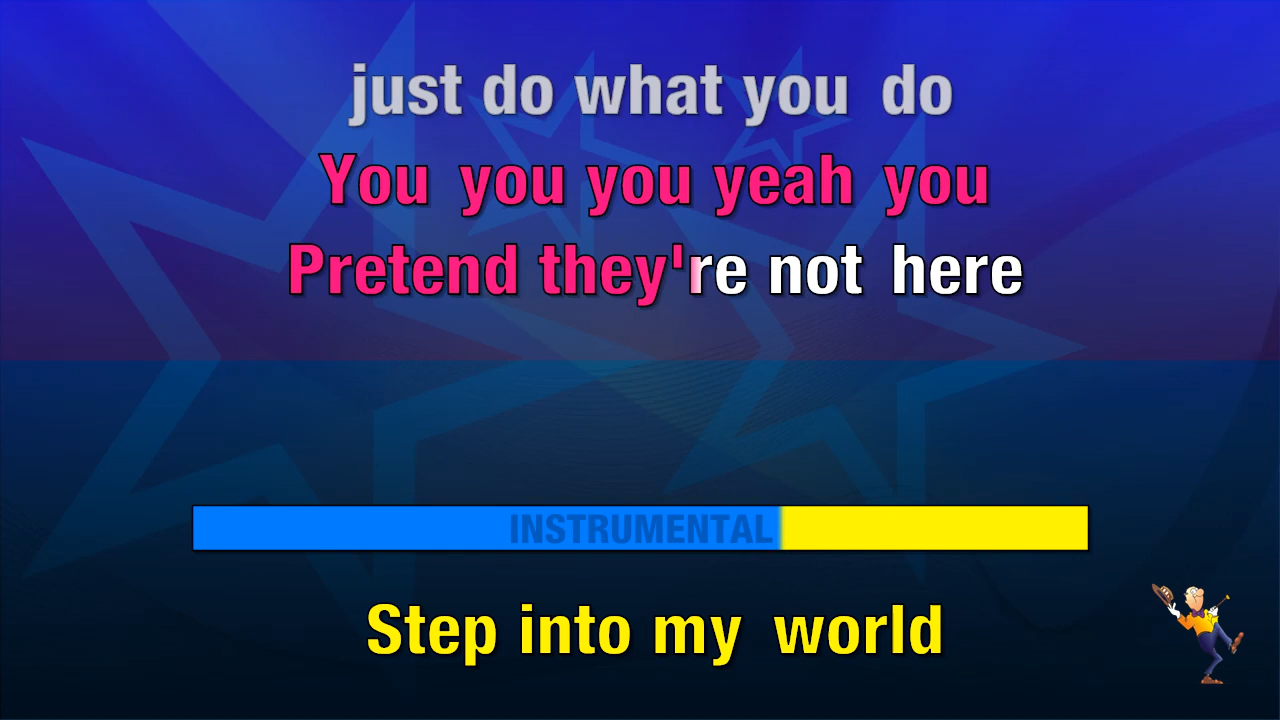 just do what you do
You you you yeah you
Pretend they're not here
INSTRUMENTAL
Step into my world